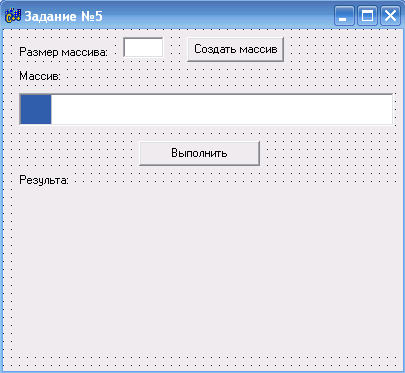 Задание №5
Размер массива:
Создать массив
Массив:
Выполнить
Результа: